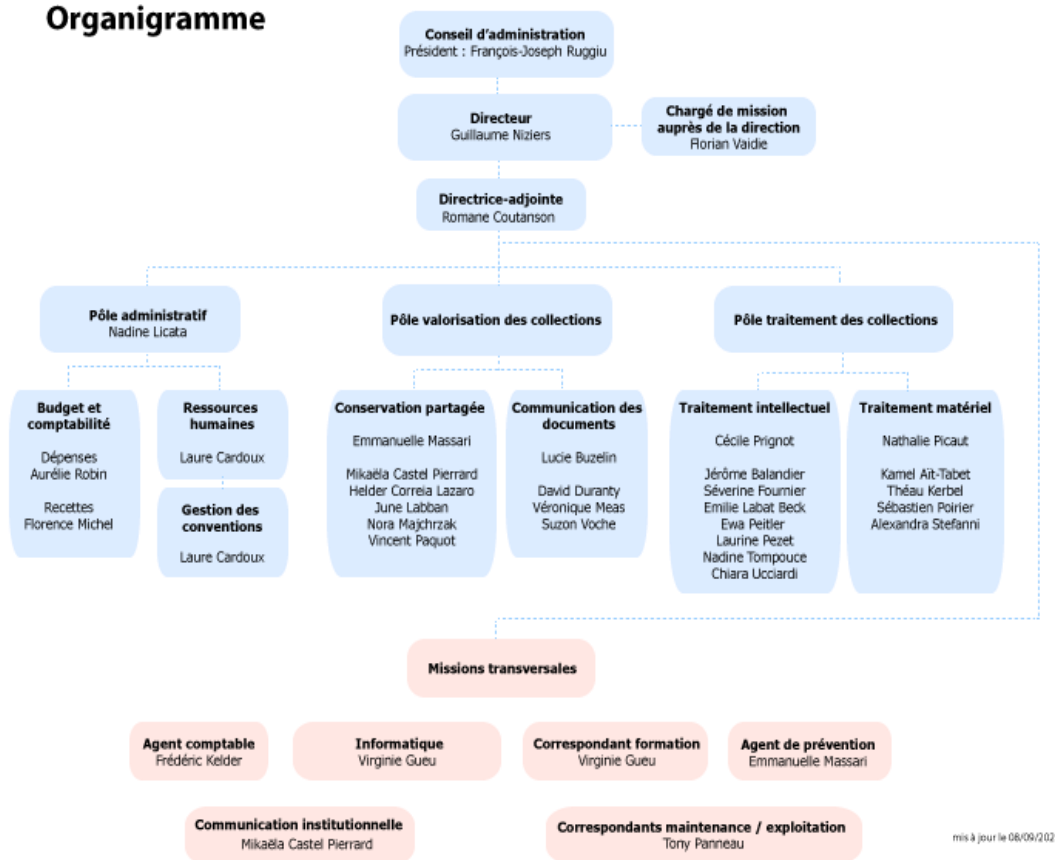 Organigramme
Conseil d'administration
Président : François-Joseph Ruggiu
Directeur
Guillaume Niziers
Chargé de mission
auprès de la direction
Florian Vaidie
Directrice-adjointe
Romane Coutanson
Pôle administratif
Nadine Licata
Pôle valorisation des collections
Pôle traitement des collections
Budget et
comptabilité
Dépenses
Aurélie Robin
Recettes
Florence Michel
Ressources
humaines
Laure Cardoux
Gestion des
conventions
Laure Cardoux
Conservation partagée
Emmanuelle Massari
Mikaëla Castel Pierrard
Helder Correia Lazaro
June Labban
Nora Majchrzak
Vincent Paquot
Communication des
documents
Lucie Buzelin
David Duranty
Véronique Meas
Suzon Voche
Traitement intellectuel
Cécile Prignot
Jérôme Balandier
Séverine Fournier
Emilie Labat Beck
Ewa Peitler
Laurine Pezet
Nadine Tompouce
Chiara Ucciardi
Traitement matériel
Nathalie Picaut
Kamel Aït-Tabet
Théau Kerbel
Sébastien Poirier
Alexandra Stefanni
Missions transversales
Agent comptable
Frédéric Kelder
Informatique
Virginie Gueu
Correspondant formation
Virginie Gueu
Agent de prévention
Emmanuelle Massari
Communication institutionnelle
Mikaëla Castel Pierrard
Correspondants maintenance / exploitation
Tony Panneau
mis à jour le 08/09/202